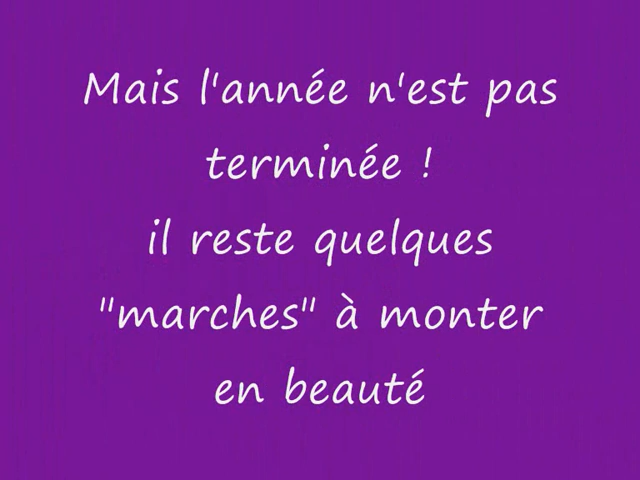 Mais l'année n'est pas
terminée !
il reste quelques
"marches" à monter
en beauté